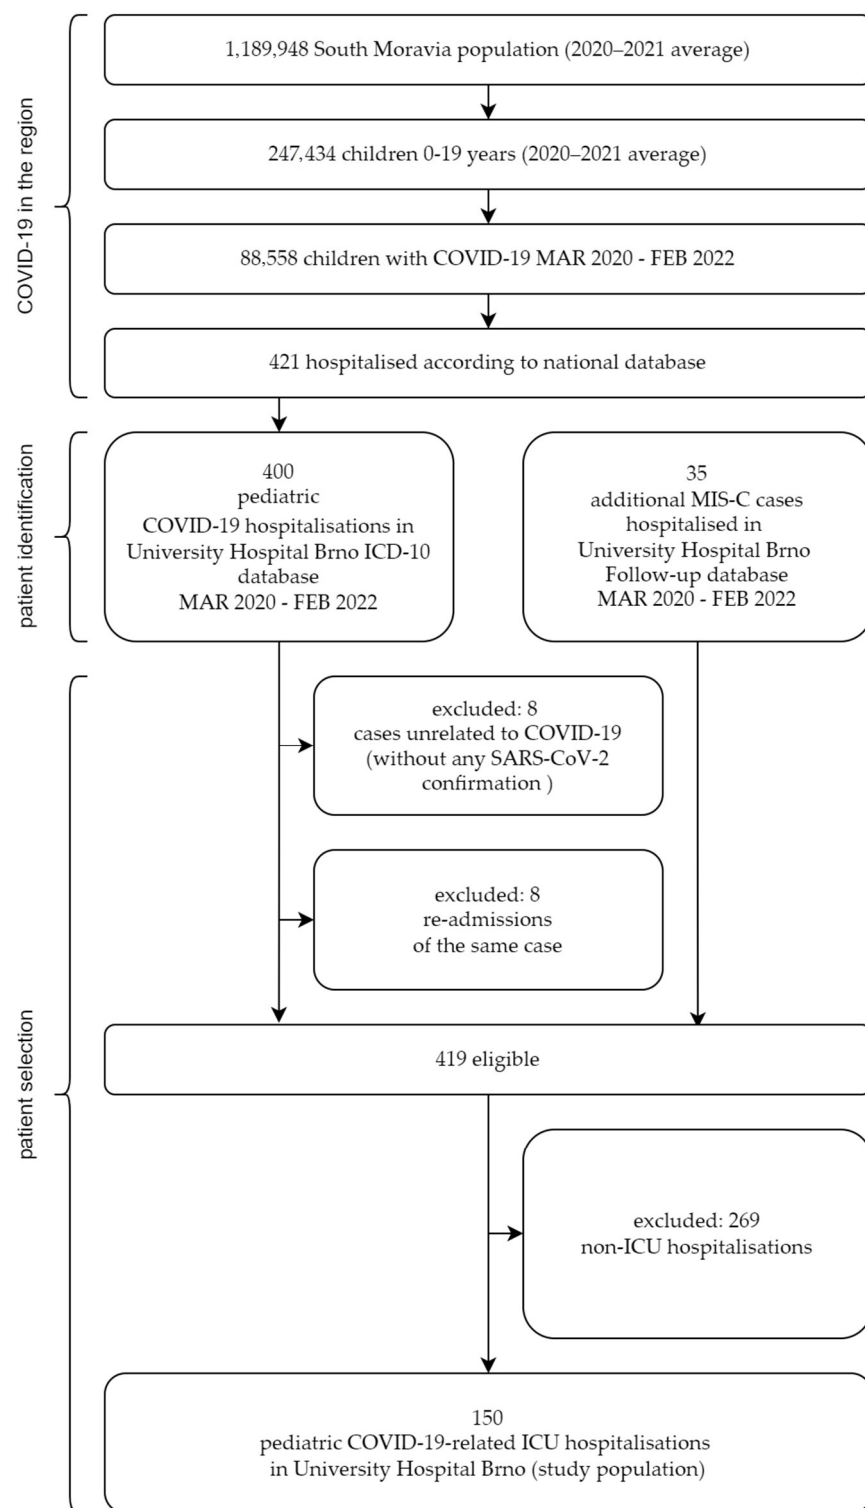 COVID-19 in the region
1,189,948 South Moravia population (2020–2021 average)
247,434 children 0-19 years (2020–2021 average)
88,558 children with COVID-19 MAR 2020 - FEB 2022
421 hospitalised according to national database
patient identification
400
pediatric
COVID-19 hospitalisations in
University Hospital Brno ICD-10
database
MAR 2020 - FEB 2022
35
additional MIS-C cases
hospitalised in
University Hospital Brno
Follow-up database
MAR 2020 - FEB 2022
patient selection
excluded: 8
cases unrelated to COVID-19
(without any SARS-CoV-2
confirmation )
excluded: 8
re-admissions
of the same case
419 eligible
excluded: 269
non-ICU hospitalisations
150
pediatric COVID-19-related ICU hospitalisations
in University Hospital Brno (study population)